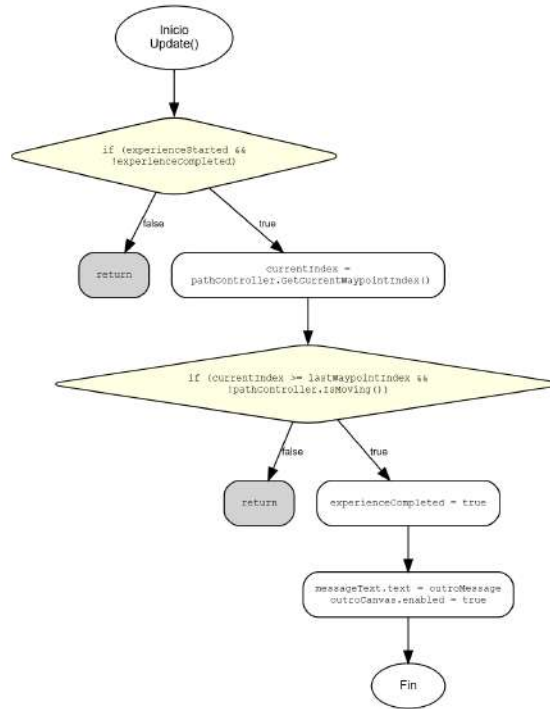 Inicio
Update()
if (experienceStarted &&
!experienceCompleted)
false
true
return
currentIndex =
pathController.GetCurrentWaypointIndex()
if (currentIndex >= lastWaypointIndex &&
!pathController.IsMoving())
false
true
return
experienceCompleted = true
messageText.text = outroMessage
outroCanvas.enabled = true
Fin